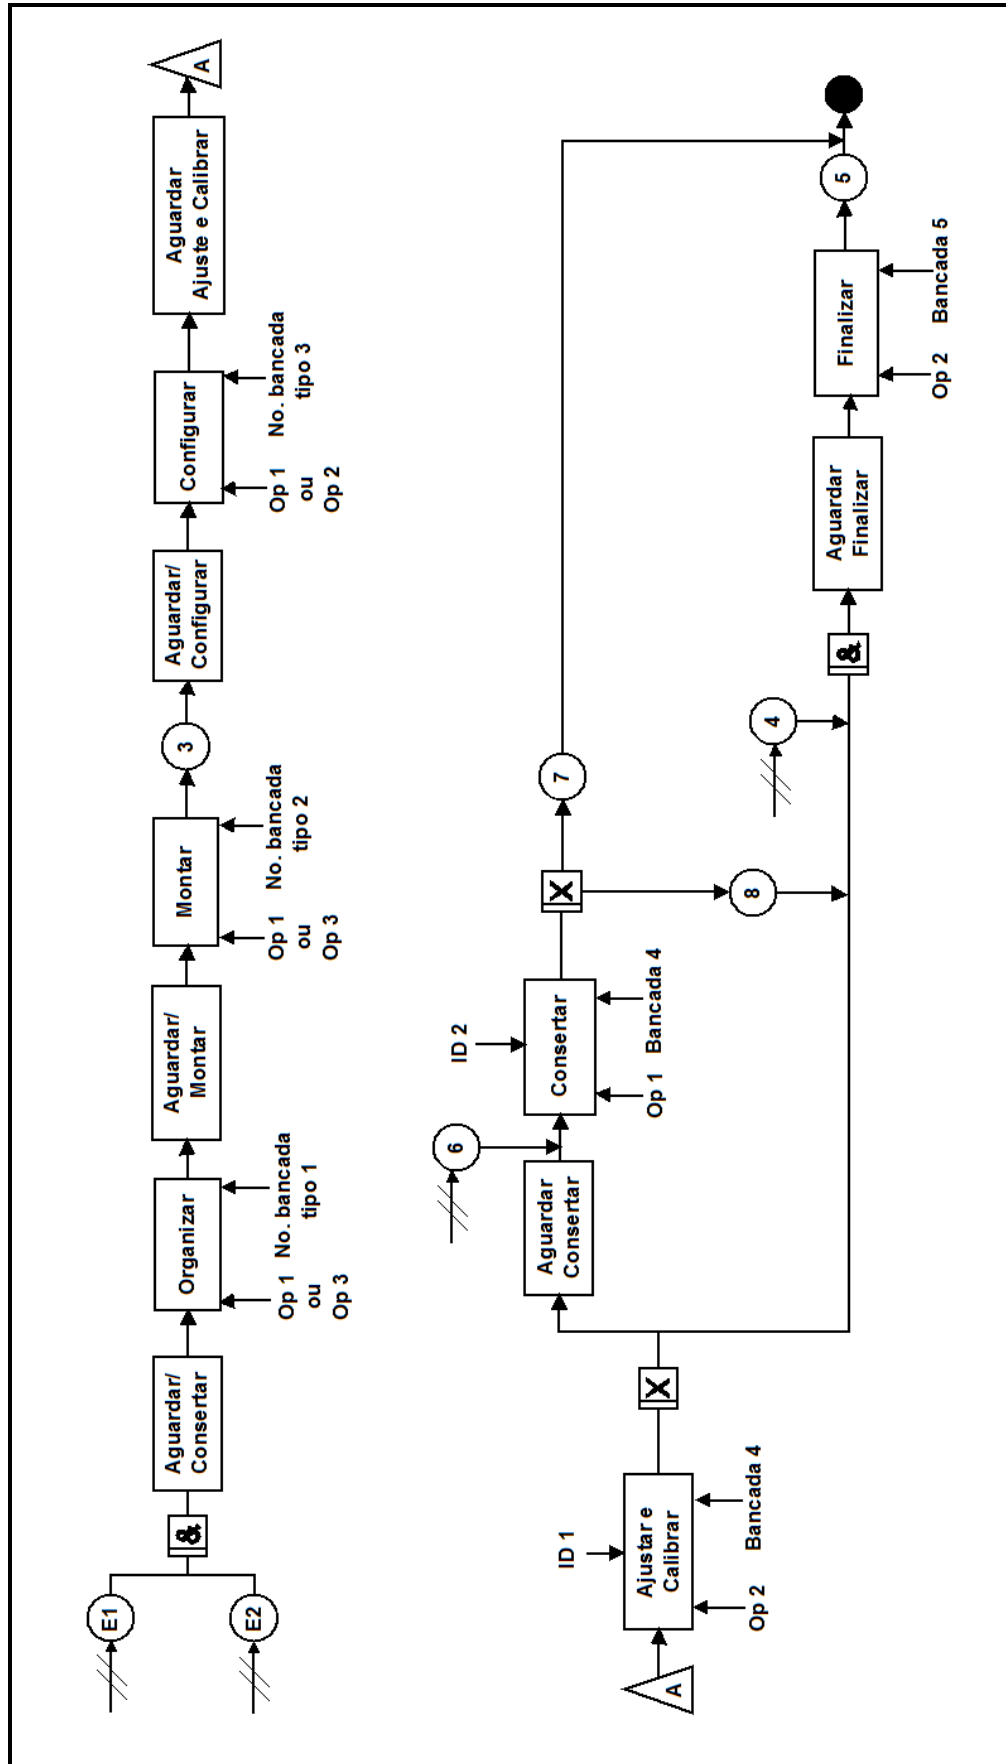 E1
E2
&
Aguardar/
Consertar
Organizar
Op 1
ou
Op 3
No. bancada
tipo 1
Aguardar/
Montar
Montar
Op 1
ou
Op 3
No. bancada
tipo 2
3
Aguardar/
Configurar
Configurar
Op 1
ou
Op 2
No. bancada
tipo 3
Aguardar
Ajuste e Calibrar
A
A
ID 1
Ajustar e
Calibrar
Op 2
Bancada 4
X
Aguardar
Consertar
6
ID 2
Consertar
Op 1
Bancada 4
X
7
8
4
&
Aguardar
Finalizar
Finalizar
Op 2
Bancada 5
5